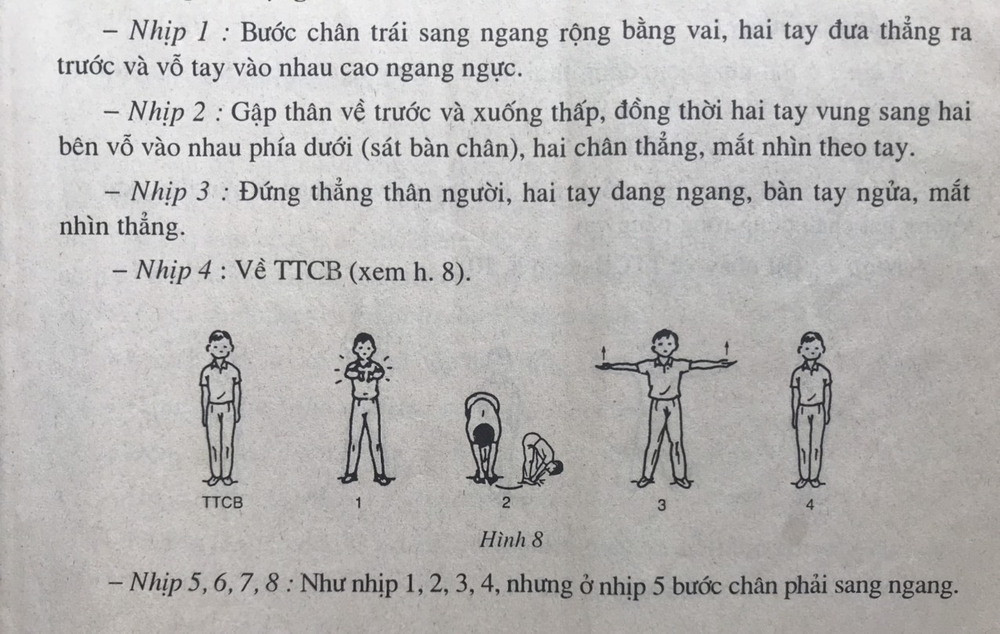 – Nhịp 1 : Bước chân trái sang ngang rộng bằng vai, hai tay đưa thẳng ra
trước và vỗ tay vào nhau cao ngang ngực.
– Nhịp 2 : Gập thân về trước và xuống thấp, đồng thời hai tay vung sang hai
bên vỗ vào nhau phía dưới (sát bàn chân), hai chân thẳng, mắt nhìn theo tay.
– Nhịp 3 : Đứng thẳng thân người, hai tay dang ngang, bàn tay ngửa, mắt
nhìn thẳng.
– Nhịp 4 : Về TTCB (xem h. 8).
TTCB 1 2 3 4
Hình 8
– Nhịp 5, 6, 7, 8 : Như nhịp 1, 2, 3, 4, nhưng ở nhịp 5 bước chân phải sang ngang.